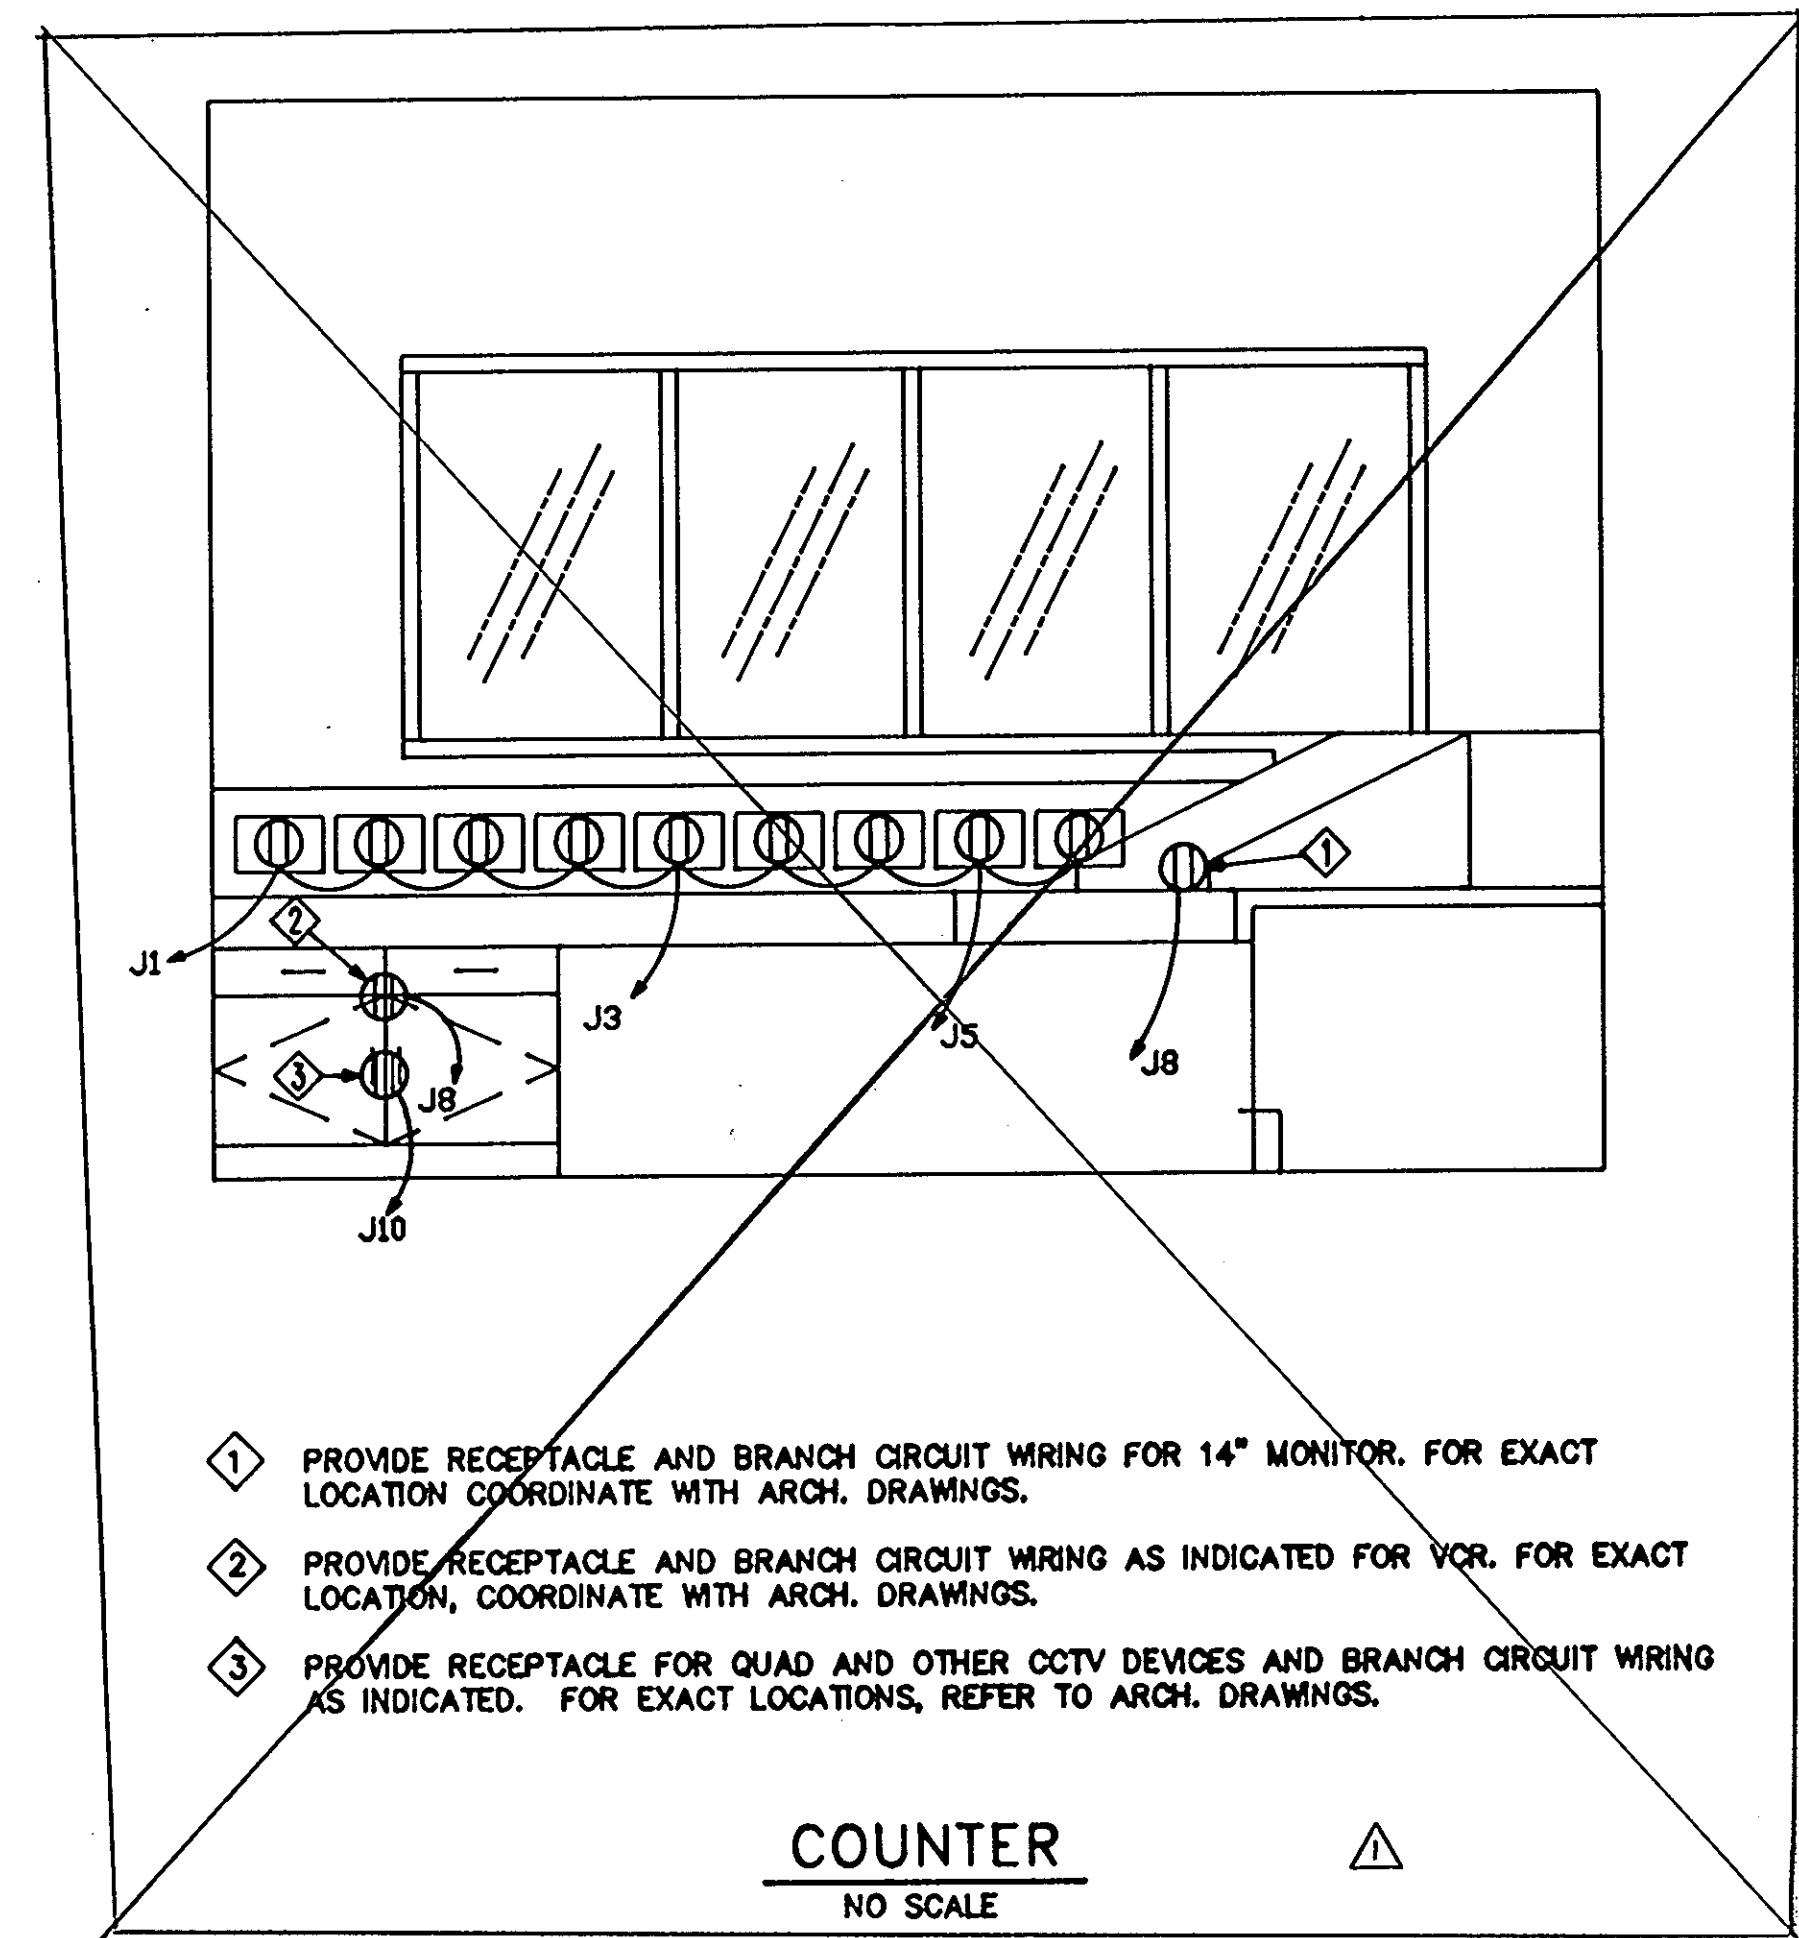 1
2
J1
J3
J5
J8
3
J8
J10
1 PROVIDE RECEPTACLE AND BRANCH CIRCUIT WIRING FOR 14" MONITOR. FOR EXACT
LOCATION COORDINATE WITH ARCH. DRAWINGS.
2 PROVIDE RECEPTACLE AND BRANCH CIRCUIT WIRING AS INDICATED FOR VCR. FOR EXACT
LOCATION, COORDINATE WITH ARCH. DRAWINGS.
3 PROVIDE RECEPTACLE FOR QUAD AND OTHER CCTV DEVICES AND BRANCH CIRCUIT WIRING
AS INDICATED. FOR EXACT LOCATIONS, REFER TO ARCH. DRAWINGS.
COUNTER
1
NO SCALE